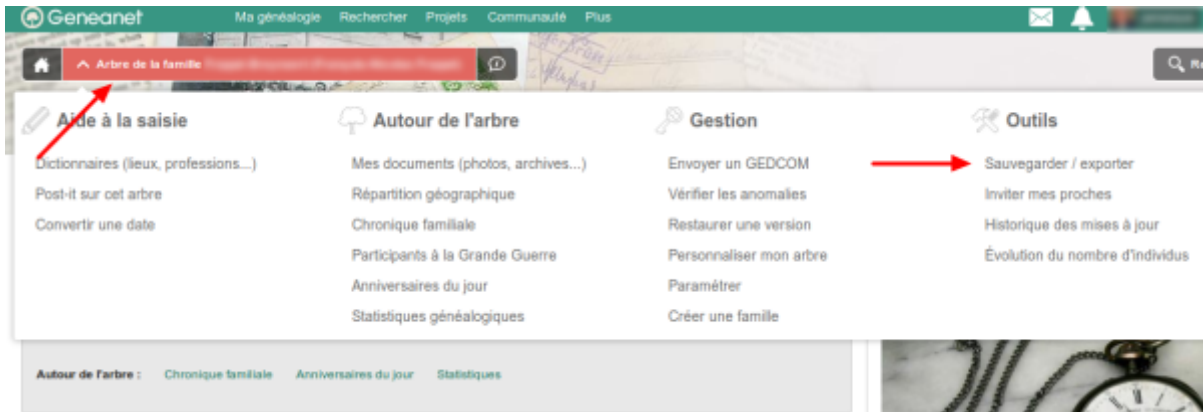 Geneanet
Ma généalogie Rechercher Projets Communauté Plus
Arbre de la famille
Aide à la saisie
Dictionnaires (lieux, professions...)
Post-it sur cet arbre
Convertir une date
Autour de l'arbre
Mes documents (photos, archives...)
Répartition géographique
Chronique familiale
Participants à la Grande Guerre
Anniversaires du jour
Statistiques généalogiques
Gestion
Envoyer un GEDCOM
Vérifier les anomalies
Restaurer une version
Personnaliser mon arbre
Paramétrer
Créer une famille
Outils
Sauvegarder / exporter
Inviter mes proches
Historique des mises à jour
Évolution du nombre d'individus
Autour de l'arbre : Chronique familiale Anniversaires du jour Statistiques